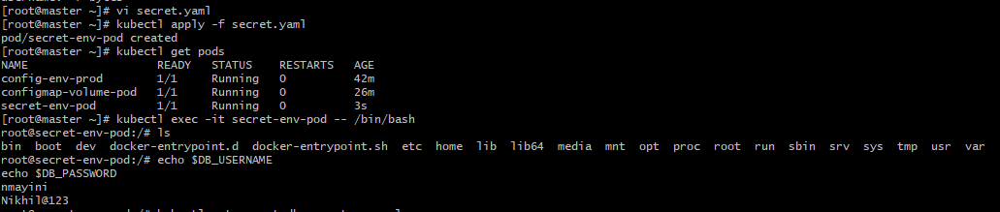 [root@master ~]# vi secret.yaml
[root@master ~]# kubectl apply -f secret.yaml
pod/secret-env-pod created
[root@master ~]# kubectl get pods
NAME READY STATUS RESTARTS AGE
config-env-prod 1/1 Running 0 42m
configmap-volume-pod 1/1 Running 0 26m
secret-env-pod 1/1 Running 0 3s
[root@master ~]# kubectl exec -it secret-env-pod -- /bin/bash
root@secret-env-pod:/# ls
bin boot dev docker-entrypoint.d docker-entrypoint.sh etc home lib lib64 media mnt opt proc root run sbin srv sys tmp usr var
root@secret-env-pod:/# echo $DB_USERNAME
echo $DB_PASSWORD
nmayini
Nikhil@123